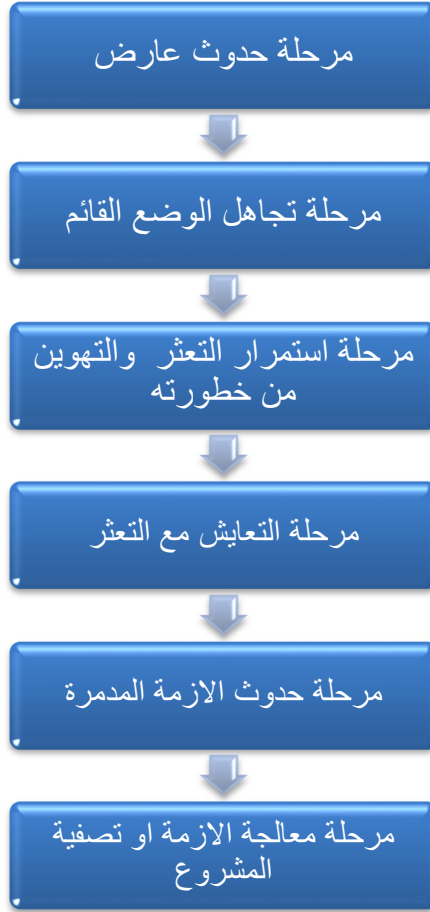 مرحلة حدوث عارض
مرحلة تجاهل الوضع القائم
مرحلة استمرار التعثر والتهوين
من خطورته
مرحلة التعايش مع التعثر
مرحلة حدوث الازمة المدمرة
مرحلة معالجة الازمة او تصفية
المشروع